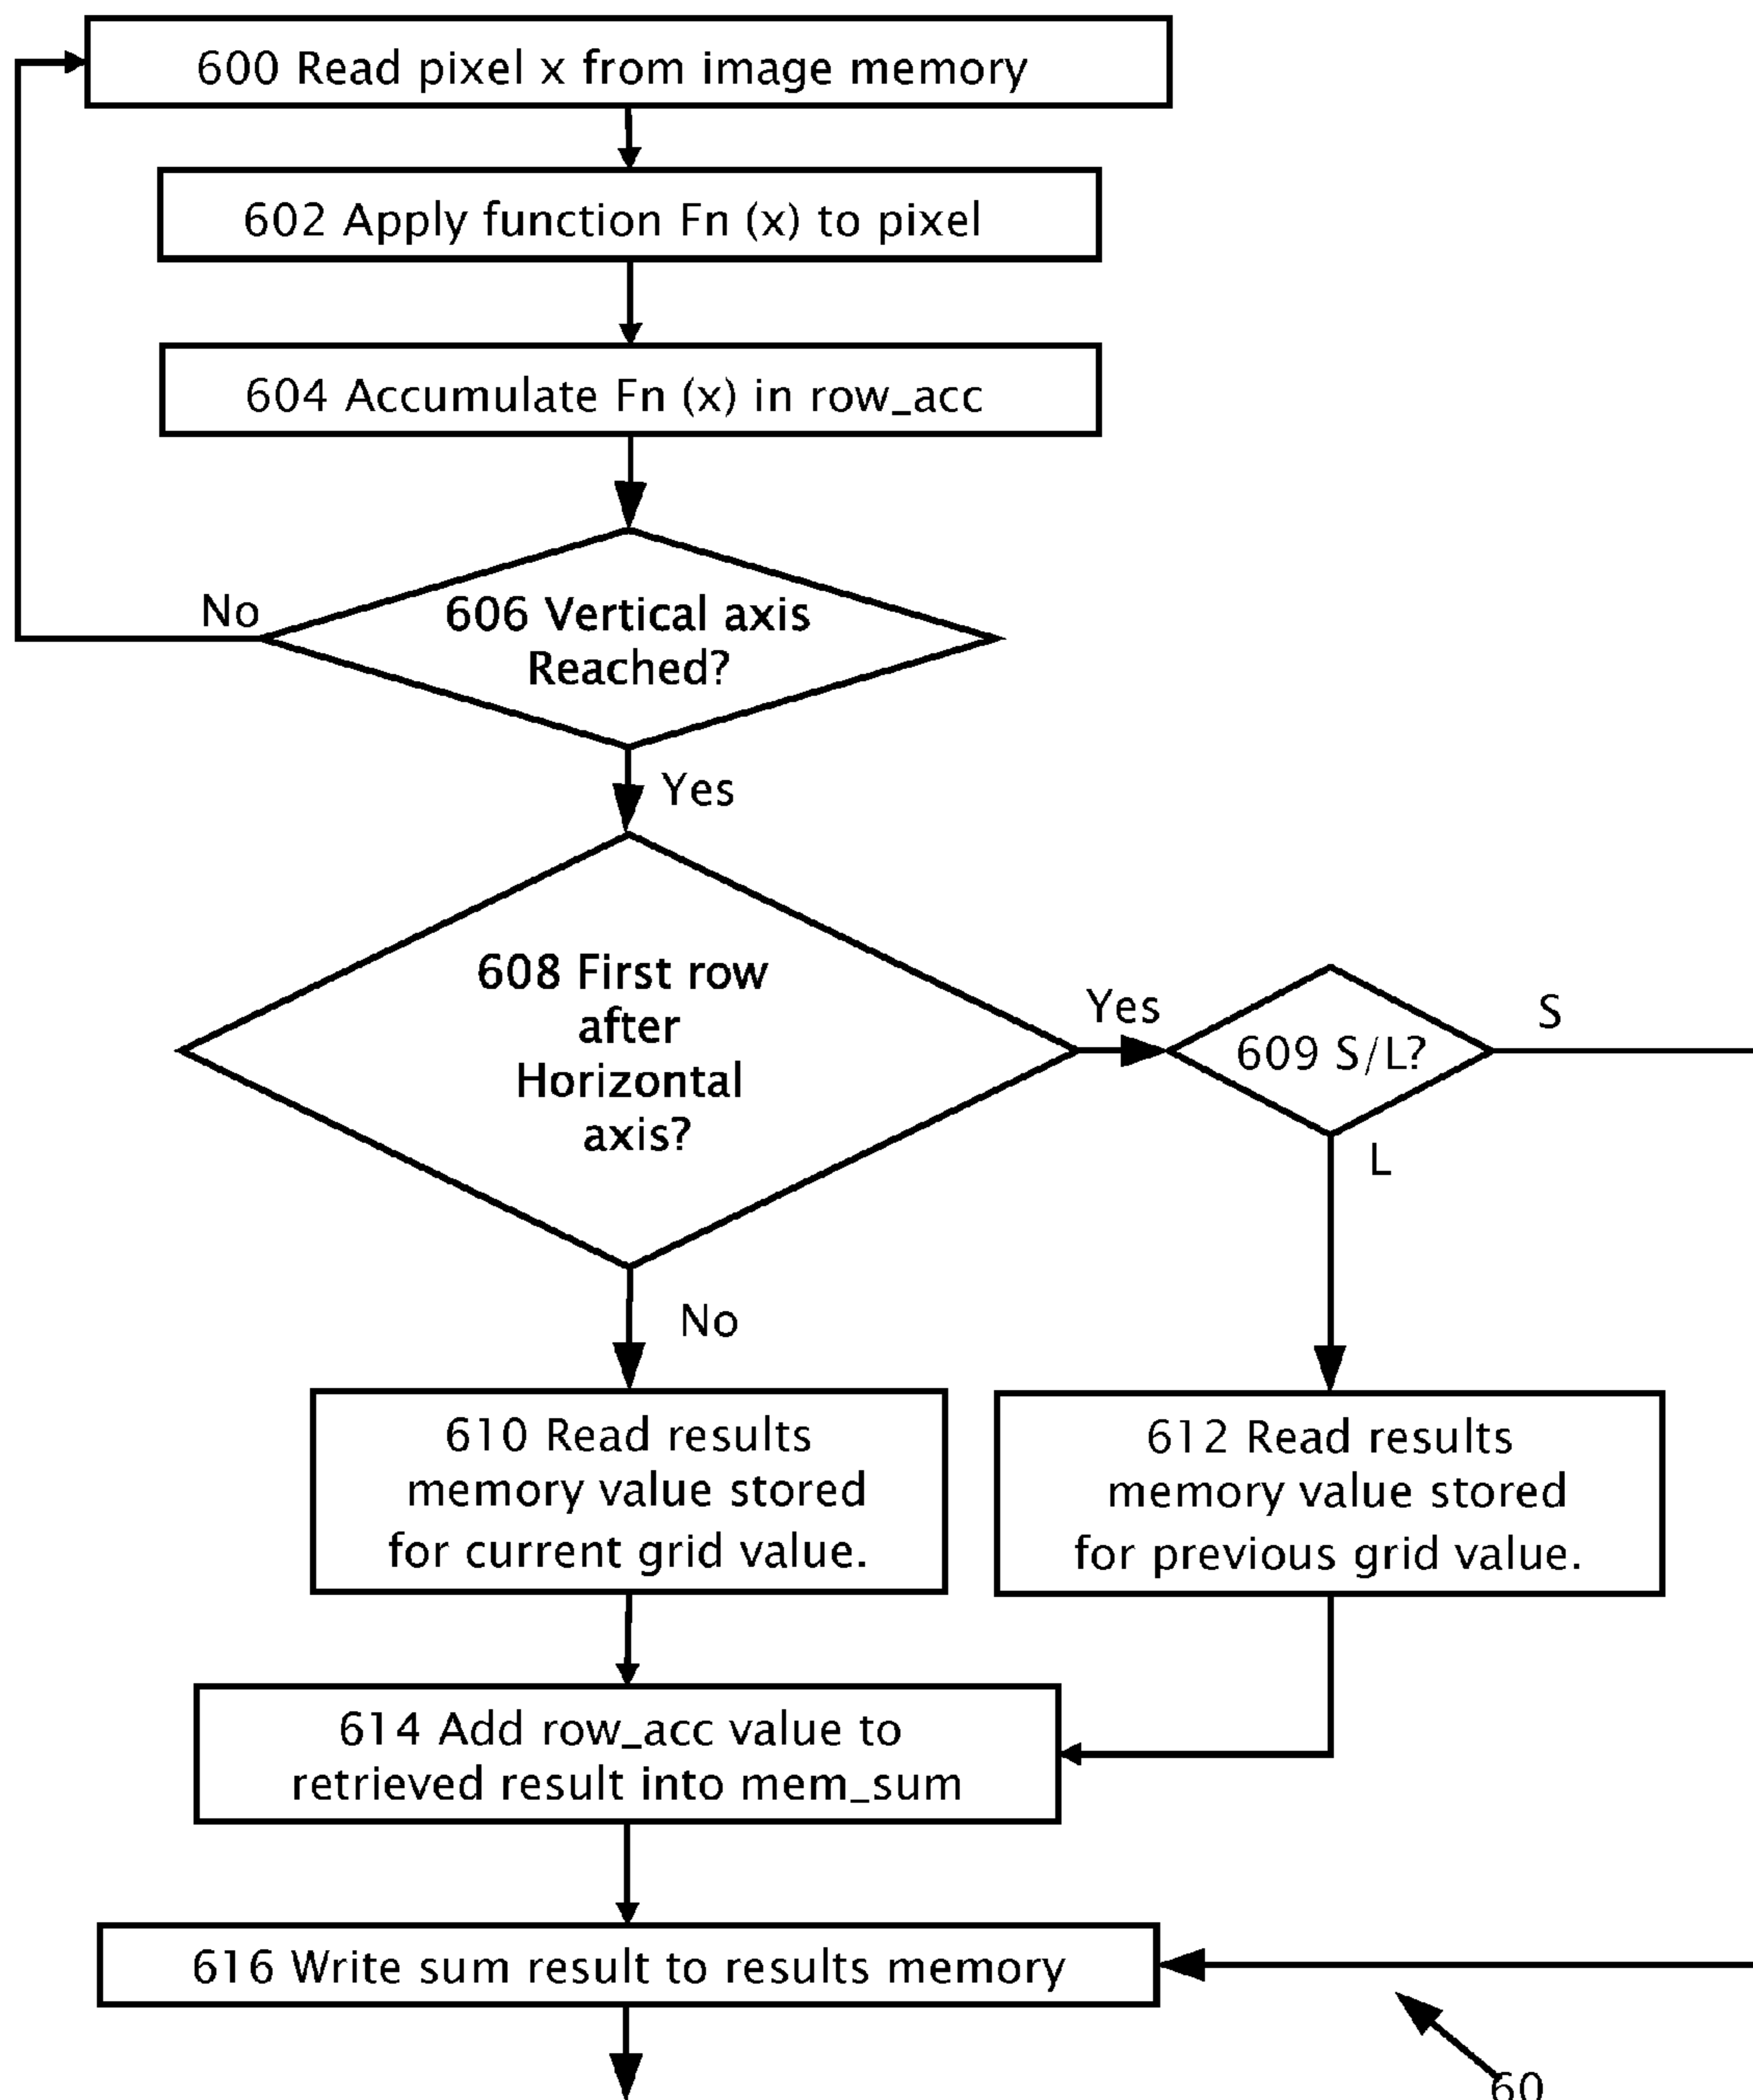 600 Read pixel x from image memory
602 Apply function Fn (x) to pixel
604 Accumulate Fn (x) in row_acc
No
606 Vertical axis
Reached?
Yes
608 First row
after
Horizontal
axis?
Yes
609 S/L?
S
L
No
610 Read results
memory value stored
for current grid value.
612 Read results
memory value stored
for previous grid value.
614 Add row_acc value to
retrieved result into mem_sum
616 Write sum result to results memory
60